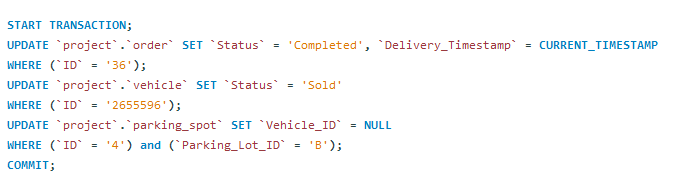 START TRANSACTION;
UPDATE `project`.`order` SET `Status` = 'Completed', `Delivery_Timestamp` = CURRENT_TIMESTAMP
WHERE (`ID` = '36');
UPDATE `project`.`vehicle` SET `Status` = 'Sold'
WHERE (`ID` = '2655596');
UPDATE `project`.`parking_spot` SET `Vehicle_ID` = NULL
WHERE (`ID` = '4') and (`Parking_Lot_ID` = 'B');
COMMIT;